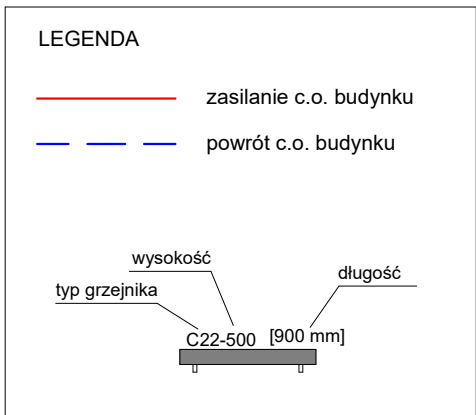 LEGENDA
zasilanie c.o. budynku
powrót c.o. budynku
wysokość
długość
typ grzejnika
C22-500 [900 mm]